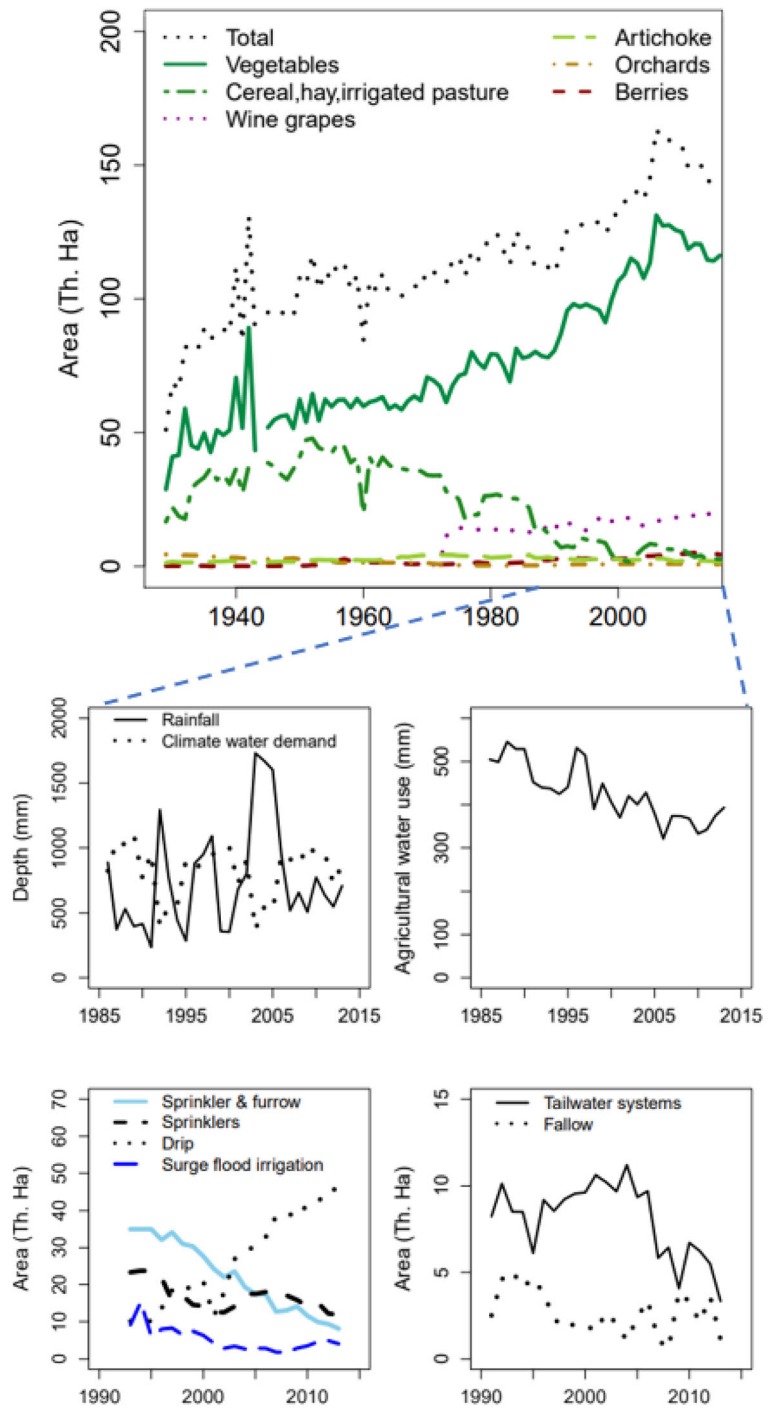 Total
Vegetables
Cereal,hay,irrigated pasture
Wine grapes
Artichoke
Orchards
Berries
Area (Th. Ha)
200
150
100
50
0
1940 1960 1980 2000
Rainfall
Climate water demand
Depth (mm)
2000
1500
1000
500
0
1985 1995 2005 2015
Agricultural water use (mm)
500
300
100
0
1985 1995 2005 2015
Sprinkler & furrow
Sprinklers
Drip
Surge flood irrigation
Area (Th. Ha)
70
60
50
40
30
20
10
0
1990 2000 2010
Tailwater systems
Fallow
Area (Th. Ha)
15
10
5
0
1990 2000 2010